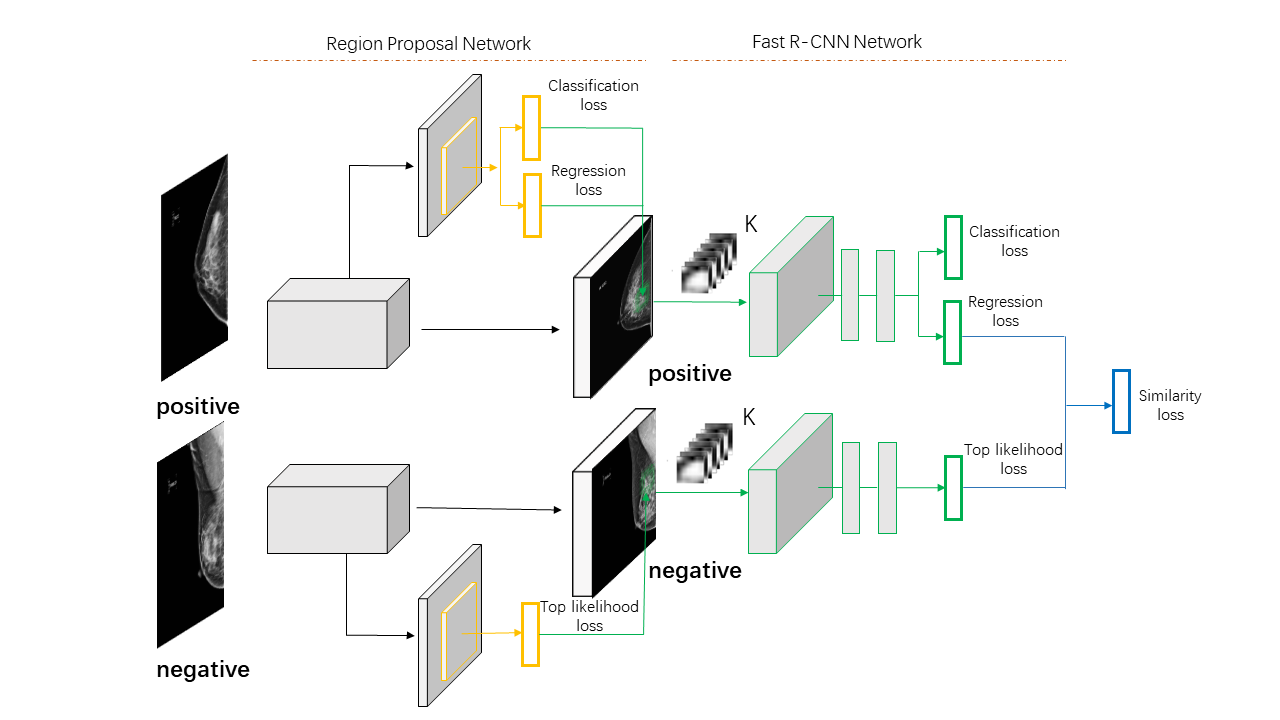 Region Proposal Network
Fast R-CNN Network
Classification
loss
Regression
loss
K
Classification
loss
Regression
loss
positive
positive
Similarity
loss
K
Top likelihood
loss
negative
Top likelihood
loss
negative